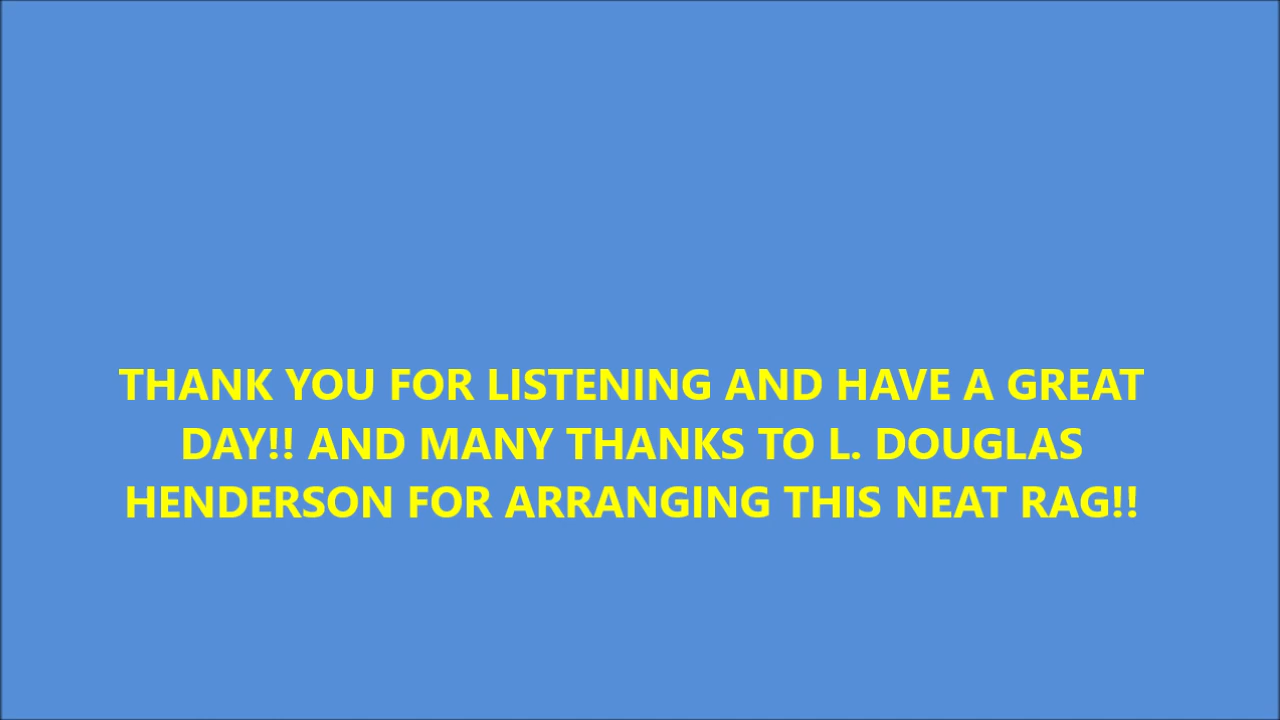 THANK YOU FOR LISTENING AND HAVE A GREAT
DAY!! AND MANY THANKS TO L. DOUGLAS
HENDERSON FOR ARRANGING THIS NEAT RAG!!